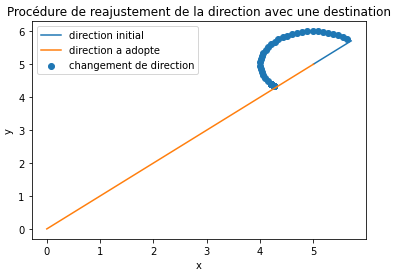 Procédure de reajustement de la direction avec une destination
direction initial
direction a adopte
changement de direction
y
6
5
4
3
2
1
0
0 1 2 3 4 5
x